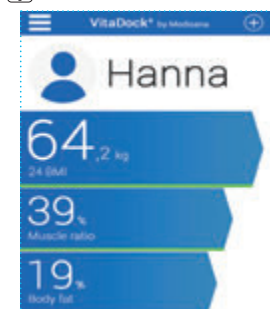 VitaDock® by Medisana
Hanna
64,2 kg
24 BMI
39%
Muscle ratio
19%
Body fat